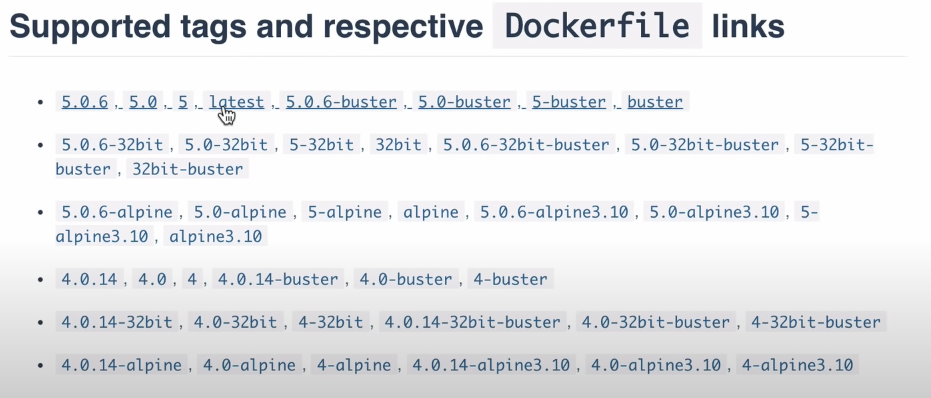 Supported tags and respective Dockerfile links
5.0.6, 5.0, 5, latest, 5.0.6-buster, 5.0-buster, 5-buster, buster
5.0.6-32bit, 5.0-32bit, 5-32bit, 32bit, 5.0.6-32bit-buster, 5.0-32bit-buster, 5-32bit-
buster, 32bit-buster
5.0.6-alpine, 5.0-alpine, 5-alpine, alpine, 5.0.6-alpine3.10, 5.0-alpine3.10, 5-
alpine3.10, alpine3.10
4.0.14, 4.0, 4, 4.0.14-buster, 4.0-buster, 4-buster
4.0.14-32bit, 4.0-32bit, 4-32bit, 4.0.14-32bit-buster, 4.0-32bit-buster, 4-32bit-buster
4.0.14-alpine, 4.0-alpine, 4-alpine, 4.0.14-alpine3.10, 4.0-alpine3.10, 4-alpine3.10